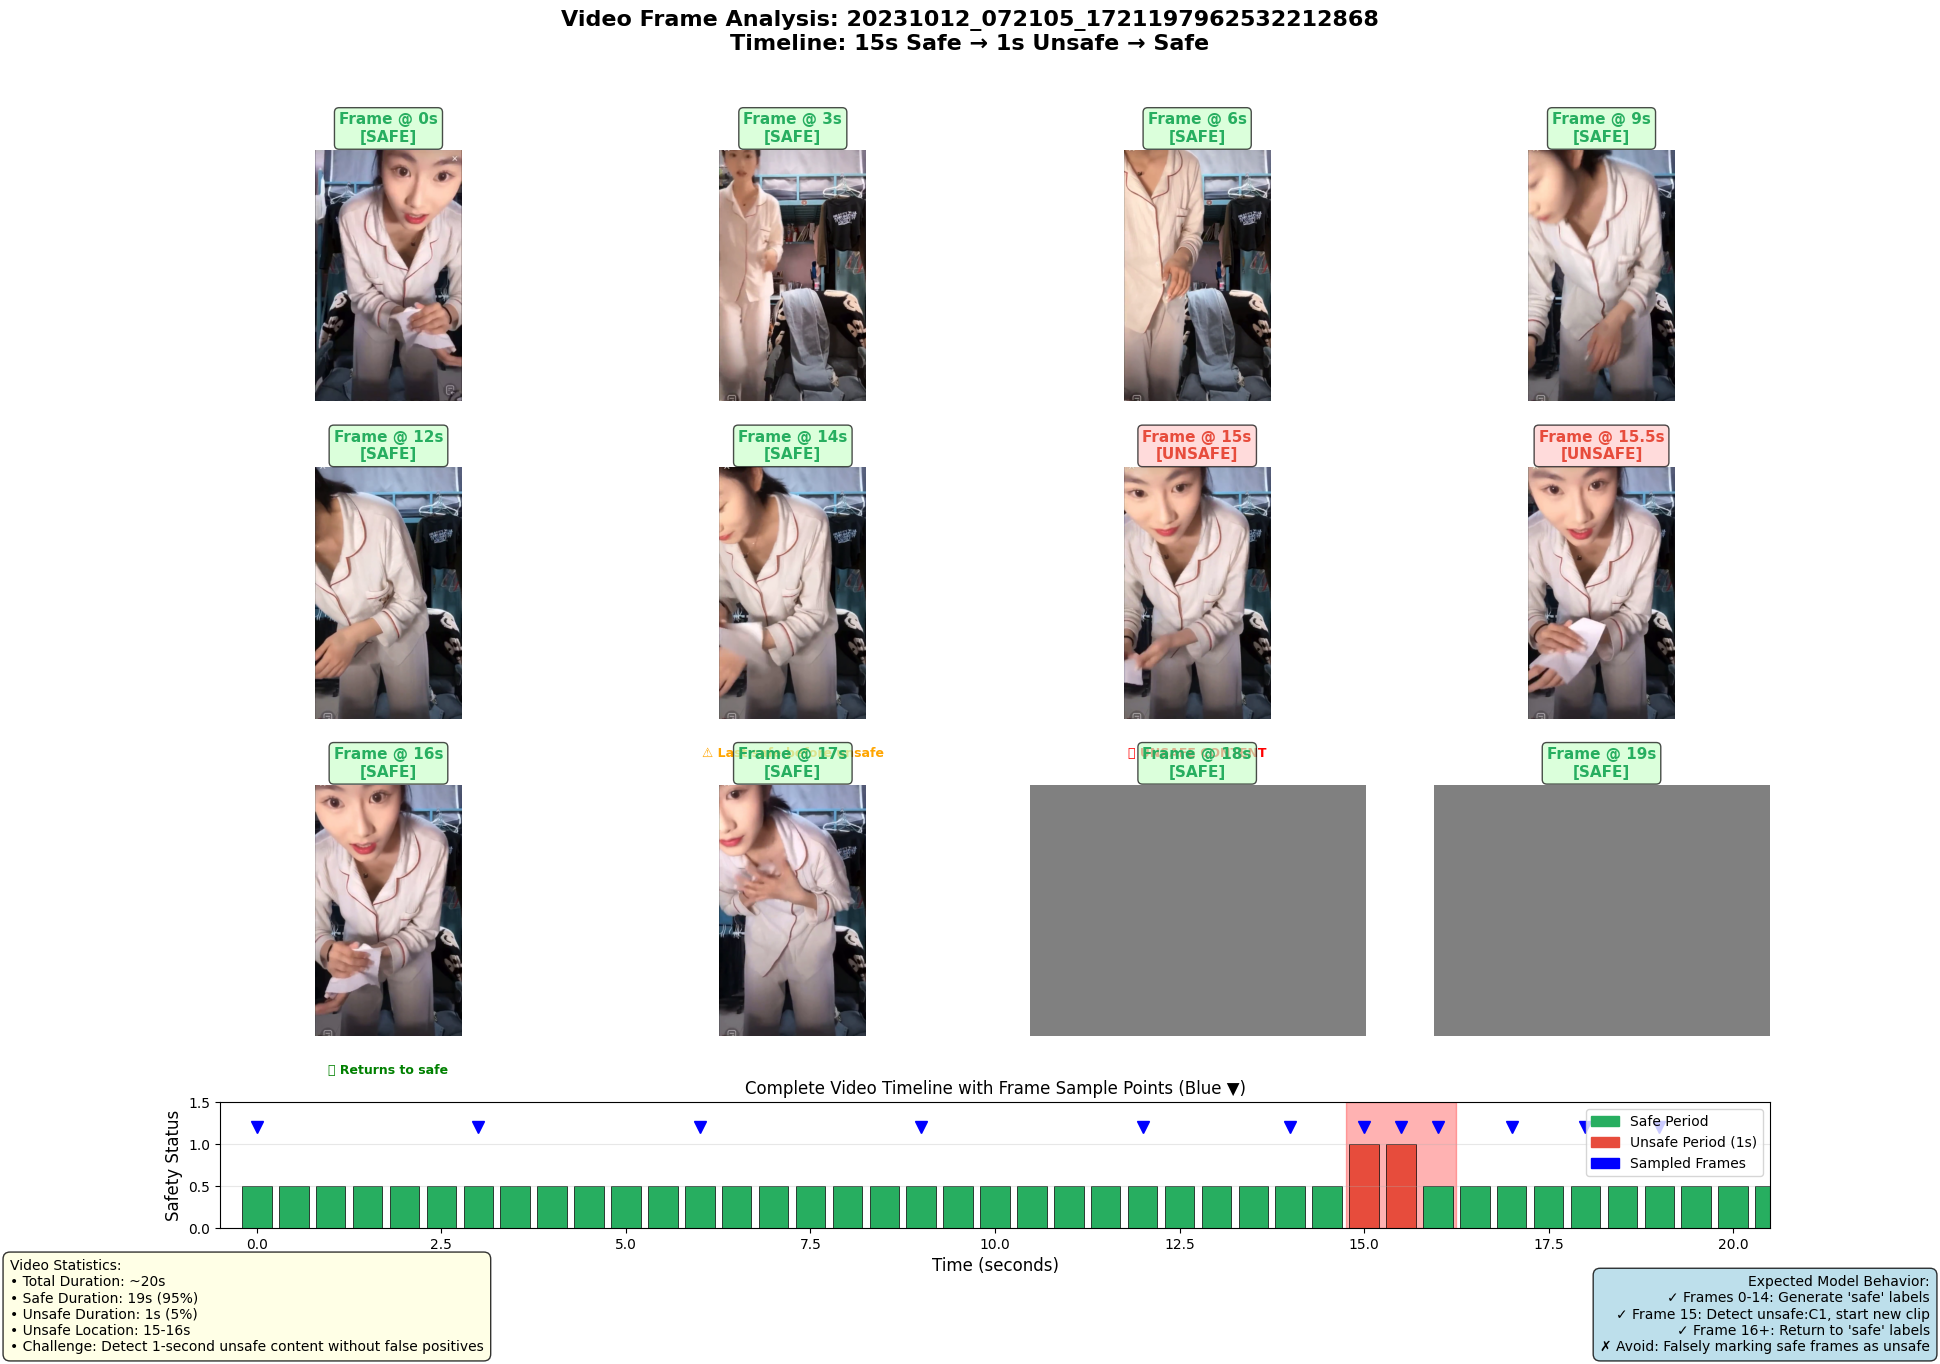 Video Frame Analysis: 20231012_072105_1721197962532212868
Timeline: 15s Safe → 1s Unsafe → Safe
Frame @ 0s
[SAFE]
Frame @ 3s
[SAFE]
Frame @ 6s
[SAFE]
Frame @ 9s
[SAFE]
Frame @ 12s
[SAFE]
Frame @ 14s
[SAFE]
Frame @ 15s
[UNSAFE]
Frame @ 15.5s
[UNSAFE]
Frame @ 16s
[SAFE]
Frame @ 17s
[SAFE]
Frame @ 18s
[SAFE]
Frame @ 19s
[SAFE]
Returns to safe
Complete Video Timeline with Frame Sample Points (Blue ▼)
Safety Status
1.5
1.0
0.5
0.0
Safe Period
Unsafe Period (1s)
Sampled Frames
0.0 2.5 5.0 7.5 10.0 12.5 15.0 17.5 20.0
Time (seconds)
Video Statistics:
• Total Duration: ~20s
• Safe Duration: 19s (95%)
• Unsafe Duration: 1s (5%)
• Unsafe Location: 15-16s
• Challenge: Detect 1-second unsafe content without false positives
Expected Model Behavior:
✓ Frames 0-14: Generate 'safe' labels
✓ Frame 15: Detect unsafe:C1, start new clip
✓ Frame 16+: Return to 'safe' labels
✗ Avoid: Falsely marking safe frames as unsafe